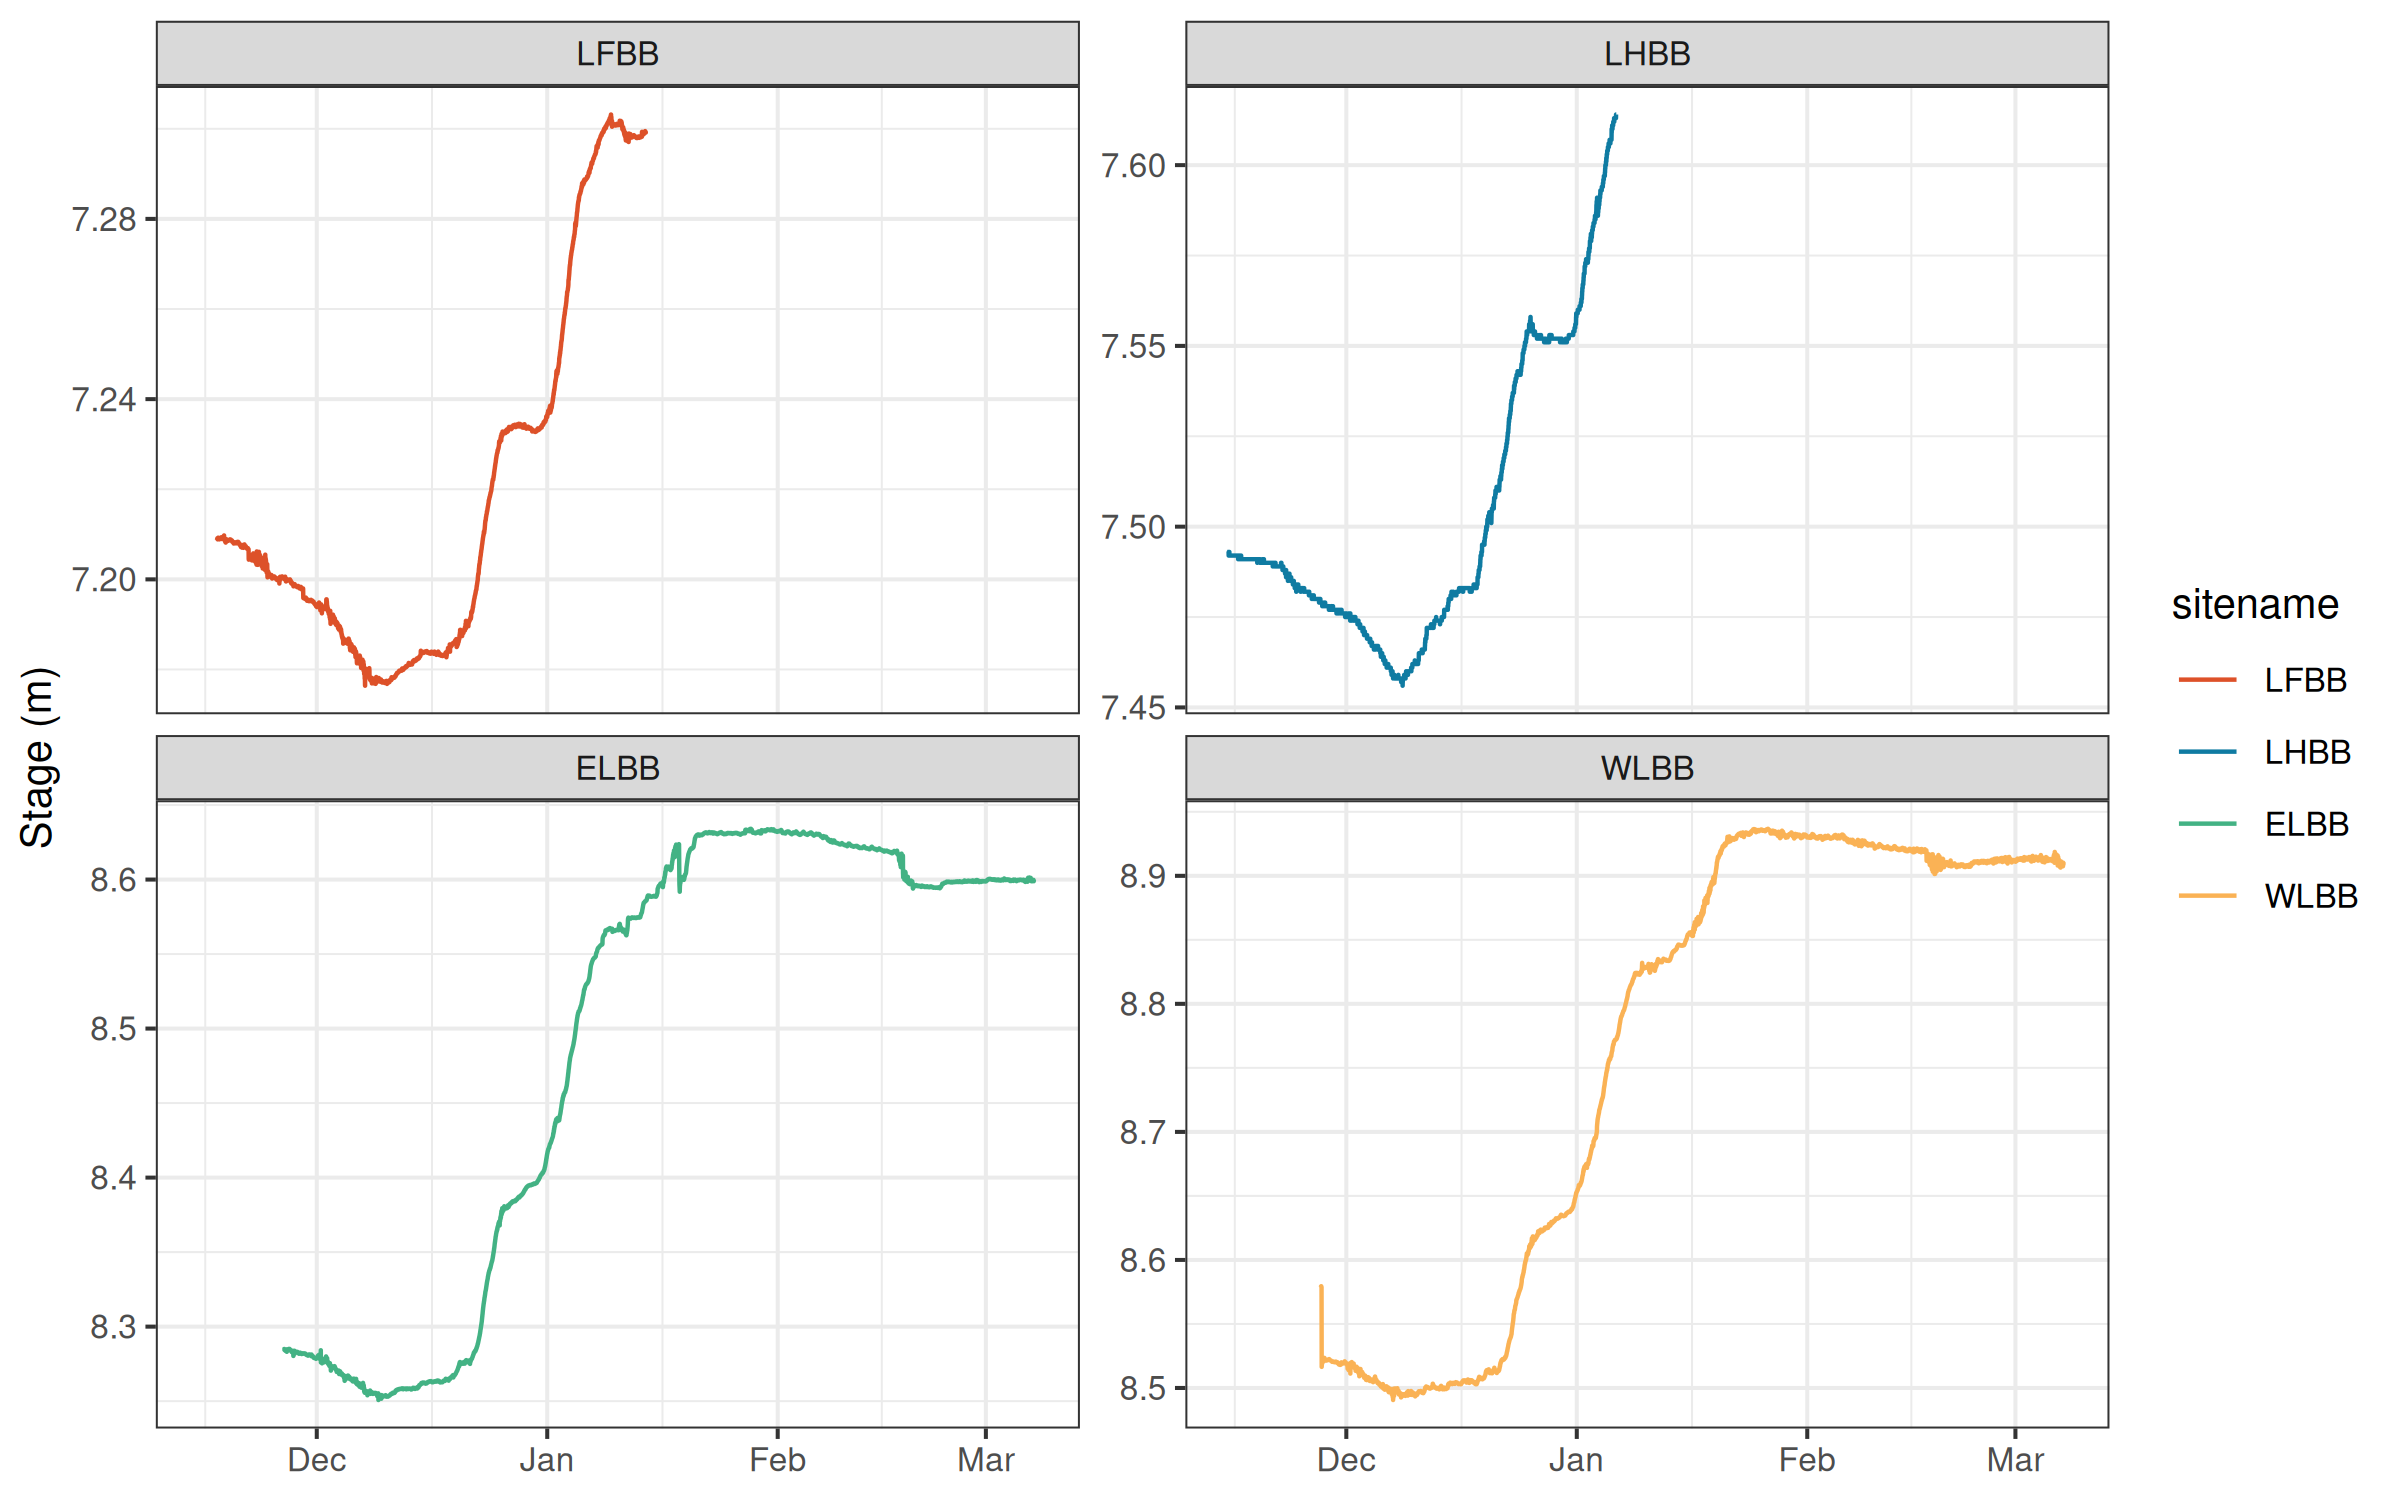 LFBB
LHBB
7.28
7.24
7.20
7.60
7.55
7.50
7.45
Stage (m)
ELBB
WLBB
8.6
8.5
8.4
8.3
8.9
8.8
8.7
8.6
8.5
Dec Jan Feb Mar
Dec Jan Feb Mar
sitename
LFBB
LHBB
ELBB
WLBB